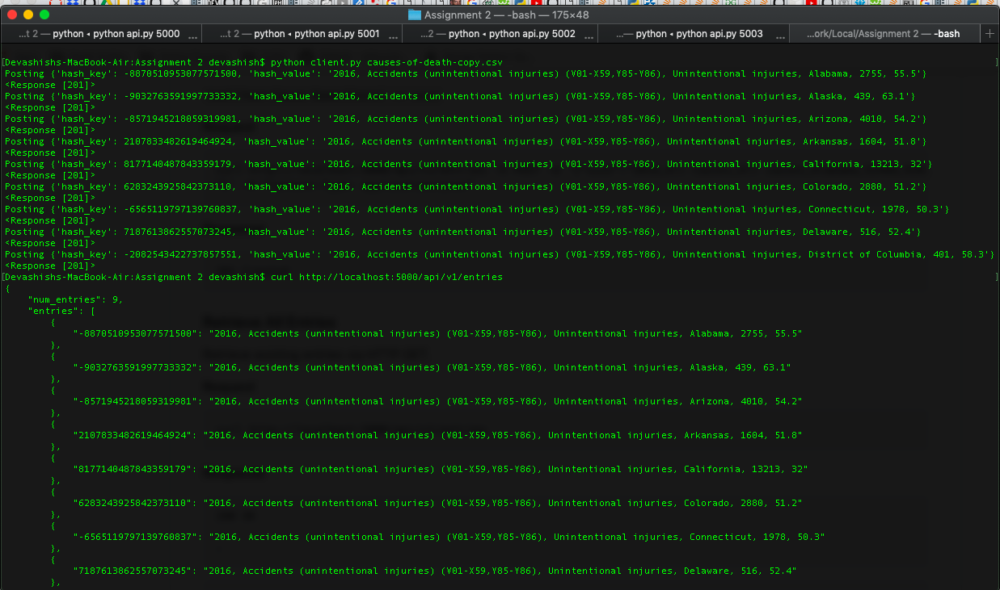 Assignment 2 — -bash — 175×48
...t 2 — python ◂ python api.py 5000 ...
...t 2 — python ◂ python api.py 5001 ...
...2 — python ◂ python api.py 5002 ...
...— python ◂ python api.py 5003 ...
...ork/Local/Assignment 2 — -bash
+
[Devashishs-MacBook-Air:Assignment 2 devashish$ python client.py causes-of-death-copy.csv ]
Posting {'hash_key': -8870510953077571500, 'hash_value': '2016, Accidents (unintentional injuries) (V01-X59,Y85-Y86), Unintentional injuries, Alabama, 2755, 55.5'}
<Response [201]>
Posting {'hash_key': -9032763591997733332, 'hash_value': '2016, Accidents (unintentional injuries) (V01-X59,Y85-Y86), Unintentional injuries, Alaska, 439, 63.1'}
<Response [201]>
Posting {'hash_key': -8571945218059319981, 'hash_value': '2016, Accidents (unintentional injuries) (V01-X59,Y85-Y86), Unintentional injuries, Arizona, 4010, 54.2'}
<Response [201]>
Posting {'hash_key': 2107833482619464924, 'hash_value': '2016, Accidents (unintentional injuries) (V01-X59,Y85-Y86), Unintentional injuries, Arkansas, 1604, 51.8'}
<Response [201]>
Posting {'hash_key': 8177140487843359179, 'hash_value': '2016, Accidents (unintentional injuries) (V01-X59,Y85-Y86), Unintentional injuries, California, 13213, 32'}
<Response [201]>
Posting {'hash_key': 6283243925842373110, 'hash_value': '2016, Accidents (unintentional injuries) (V01-X59,Y85-Y86), Unintentional injuries, Colorado, 2880, 51.2'}
<Response [201]>
Posting {'hash_key': -6565119797139760837, 'hash_value': '2016, Accidents (unintentional injuries) (V01-X59,Y85-Y86), Unintentional injuries, Connecticut, 1978, 50.3'}
<Response [201]>
Posting {'hash_key': 7187613862557073245, 'hash_value': '2016, Accidents (unintentional injuries) (V01-X59,Y85-Y86), Unintentional injuries, Delaware, 516, 52.4'}
<Response [201]>
Posting {'hash_key': -2082543422737857551, 'hash_value': '2016, Accidents (unintentional injuries) (V01-X59,Y85-Y86), Unintentional injuries, District of Columbia, 401, 58.3'}
<Response [201]>
[Devashishs-MacBook-Air:Assignment 2 devashish$ curl http://localhost:5000/api/v1/entries ]
{
"num_entries": 9,
"entries": [
{
"-8870510953077571500": "2016, Accidents (unintentional injuries) (V01-X59,Y85-Y86), Unintentional injuries, Alabama, 2755, 55.5"
},
{
"-9032763591997733332": "2016, Accidents (unintentional injuries) (V01-X59,Y85-Y86), Unintentional injuries, Alaska, 439, 63.1"
},
{
"-8571945218059319981": "2016, Accidents (unintentional injuries) (V01-X59,Y85-Y86), Unintentional injuries, Arizona, 4010, 54.2"
},
{
"2107833482619464924": "2016, Accidents (unintentional injuries) (V01-X59,Y85-Y86), Unintentional injuries, Arkansas, 1604, 51.8"
},
{
"8177140487843359179": "2016, Accidents (unintentional injuries) (V01-X59,Y85-Y86), Unintentional injuries, California, 13213, 32"
},
{
"6283243925842373110": "2016, Accidents (unintentional injuries) (V01-X59,Y85-Y86), Unintentional injuries, Colorado, 2880, 51.2"
},
{
"-6565119797139760837": "2016, Accidents (unintentional injuries) (V01-X59,Y85-Y86), Unintentional injuries, Connecticut, 1978, 50.3"
},
{
"7187613862557073245": "2016, Accidents (unintentional injuries) (V01-X59,Y85-Y86), Unintentional injuries, Delaware, 516, 52.4"
},